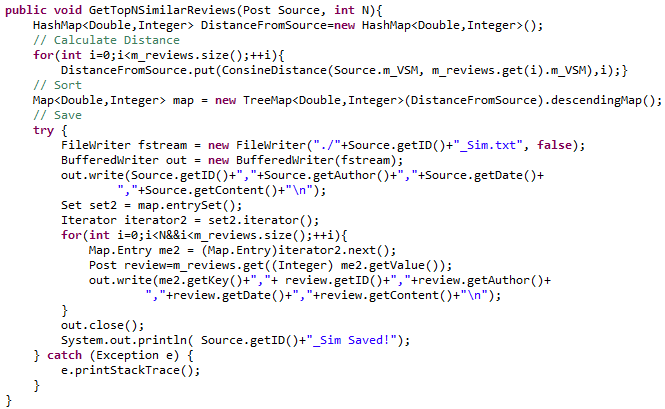 public void GetTopNSimilarReviews(Post Source, int N){
    HashMap<Double,Integer> DistanceFromSource=new HashMap<Double,Integer>();
    // Calculate Distance
    for(int i=0;i<m_reviews.size();++i){
        DistanceFromSource.put(ConsineDistance(Source.m_VSM, m_reviews.get(i).m_VSM),i);}
    // Sort
    Map<Double,Integer> map = new TreeMap<Double,Integer>(DistanceFromSource).descendingMap();
    // Save
    try {
        FileWriter fstream = new FileWriter("./"+Source.getID()+"_Sim.txt", false);
        BufferedWriter out = new BufferedWriter(fstream);
        out.write(Source.getID()+","+Source.getAuthor()+","+Source.getDate()+
                ","+Source.getContent()+"\n");
        Set set2 = map.entrySet();
        Iterator iterator2 = set2.iterator();
        for(int i=0;i<N&&i<m_reviews.size();++i){
            Map.Entry me2 = (Map.Entry)iterator2.next();
            Post review=m_reviews.get((Integer) me2.getValue());
            out.write(me2.getKey()+","+ review.getID()+","+review.getAuthor()+
                    ","+review.getDate()+","+review.getContent()+"\n");
        }
        out.close();
        System.out.println( Source.getID()+"_Sim Saved!");
    } catch (Exception e) {
        e.printStackTrace();
    }
}